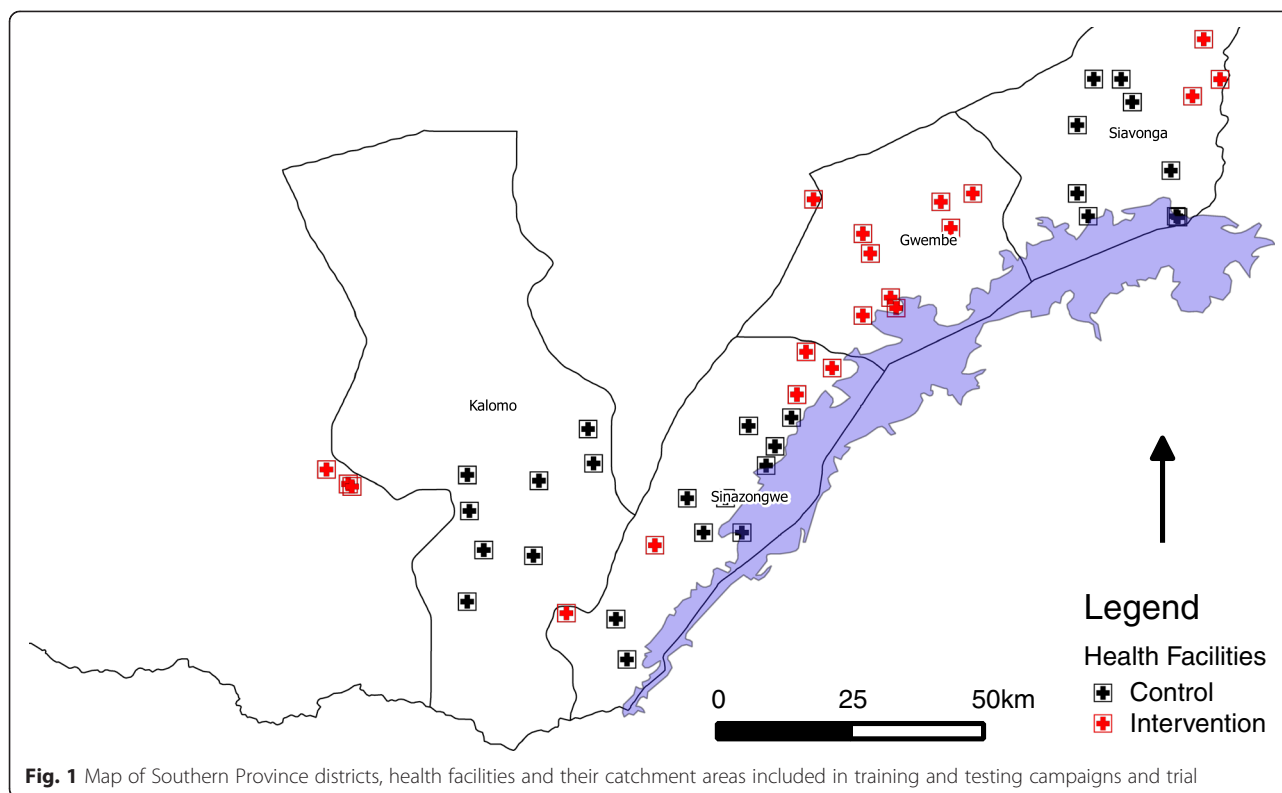 Siavonga
Gwembe
Kalomo
Sinazongwe
Legend
Health Facilities
Control
Intervention
0 25 50km
Fig. 1 Map of Southern Province districts, health facilities and their catchment areas included in training and testing campaigns and trial